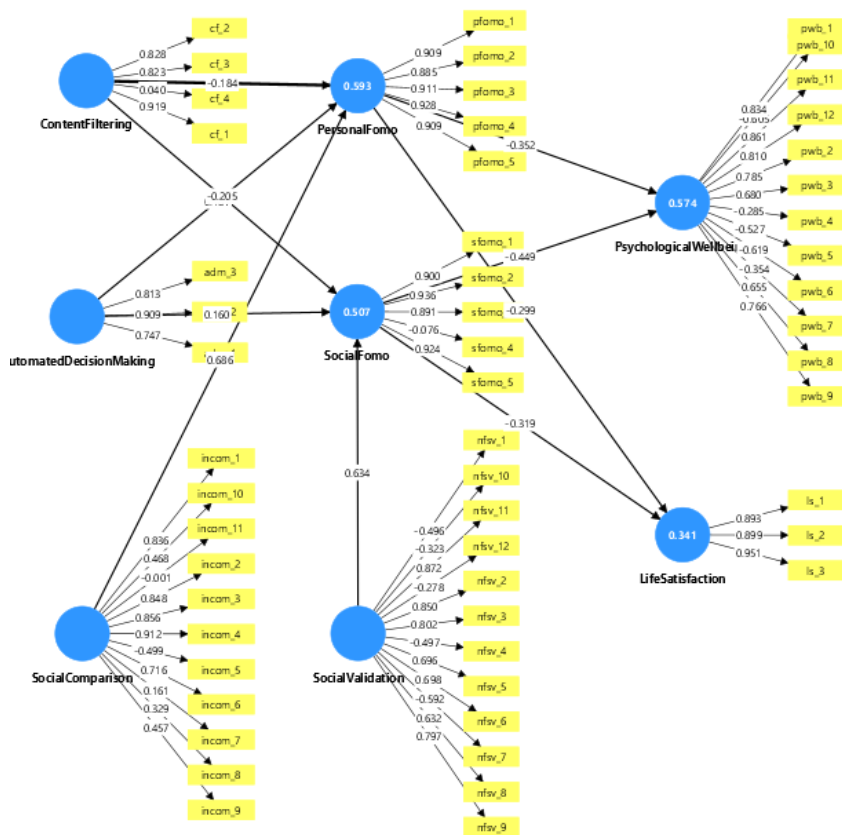 cf_2
0.828
cf_3
0.823
-0.184
0.040
cf_4
0.919
cf_1
ContentFiltering
pfomo_1
0.909
pfomo_2
0.885
0.593
0.911
pfomo_3
0.928
pfomo_4
PersonalFomo
0.909
pfomo_5
-0.352
pwb_1
pwb_10
pwb_11
0.834
0.861
pwb_12
0.810
pwb_2
0.785
0.680
pwb_3
0.574
-0.285
pwb_4
-0.527
PsychologicalWellbei
pwb_5
-0.619
-0.354
pwb_6
0.655
pwb_7
0.766
pwb_8
pwb_9
-0.205
adm_3
0.813
0.909
0.160
0.747
0.686
utomatedDecisionMaking
sfomo_1
-0.449
0.900
sfomo_2
0.936
0.507
0.891
-0.299
-0.076
sfomo_4
SocialFomo
0.924
sfomo_5
-0.319
0.634
incom_1
incom_10
incom_11
0.836
0.468
incom_2
-0.001
0.848
incom_3
0.856
0.912
incom_4
-0.499
incom_5
SocialComparison
0.716
0.161
incom_6
0.329
0.457
incom_7
incom_8
incom_9
nfsv_1
nfsv_10
nfsv_11
-0.496
-0.323
nfsv_12
0.872
-0.278
nfsv_2
0.850
0.802
nfsv_3
-0.497
nfsv_4
0.696
SocialValidation
nfsv_5
0.698
-0.592
nfsv_6
0.632
0.797
nfsv_7
nfsv_8
nfsv_9
ls_1
0.893
0.341
0.899
ls_2
0.951
ls_3
LifeSatisfaction